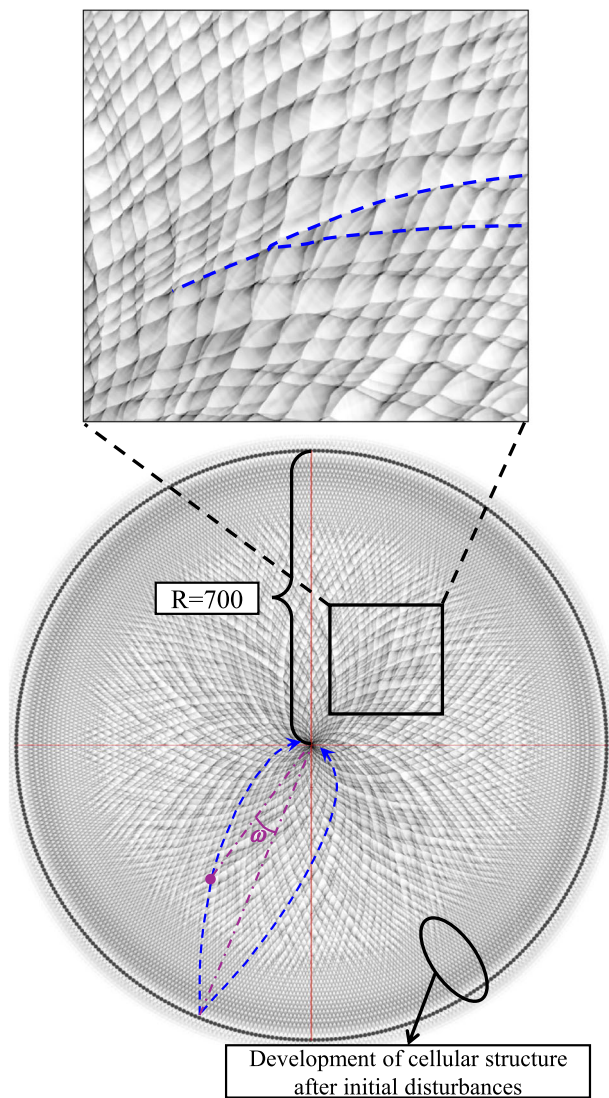 R=700
ω
Development of cellular structure
after initial disturbances